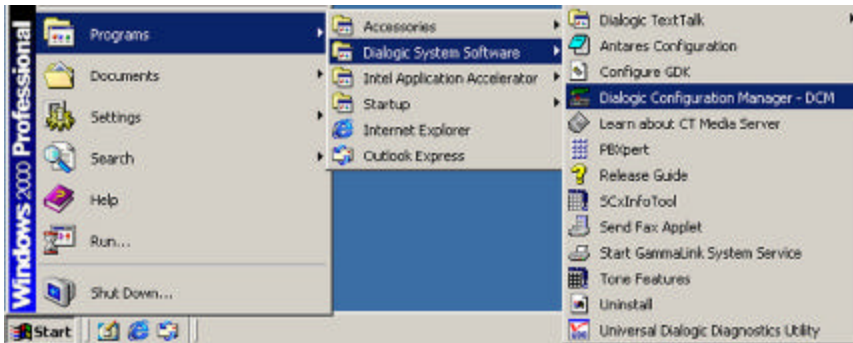 Windows 2000 Professional
Programs
Documents
Settings
Search
Help
Run...
Shut Down...
Start
Accessories
Dialogic System Software
Intel Application Accelerator
Startup
Internet Explorer
Outlook Express
Dialogic TextTalk
Antares Configuration
Configure GDK
Dialogic Configuration Manager - DCM
Learn about CT Media Server
PBXpert
Release Guide
SCxInfoTool
Send Fax Applet
Start GammaLink System Service
Tone Features
Uninstall
Universal Dialogic Diagnostics Utility